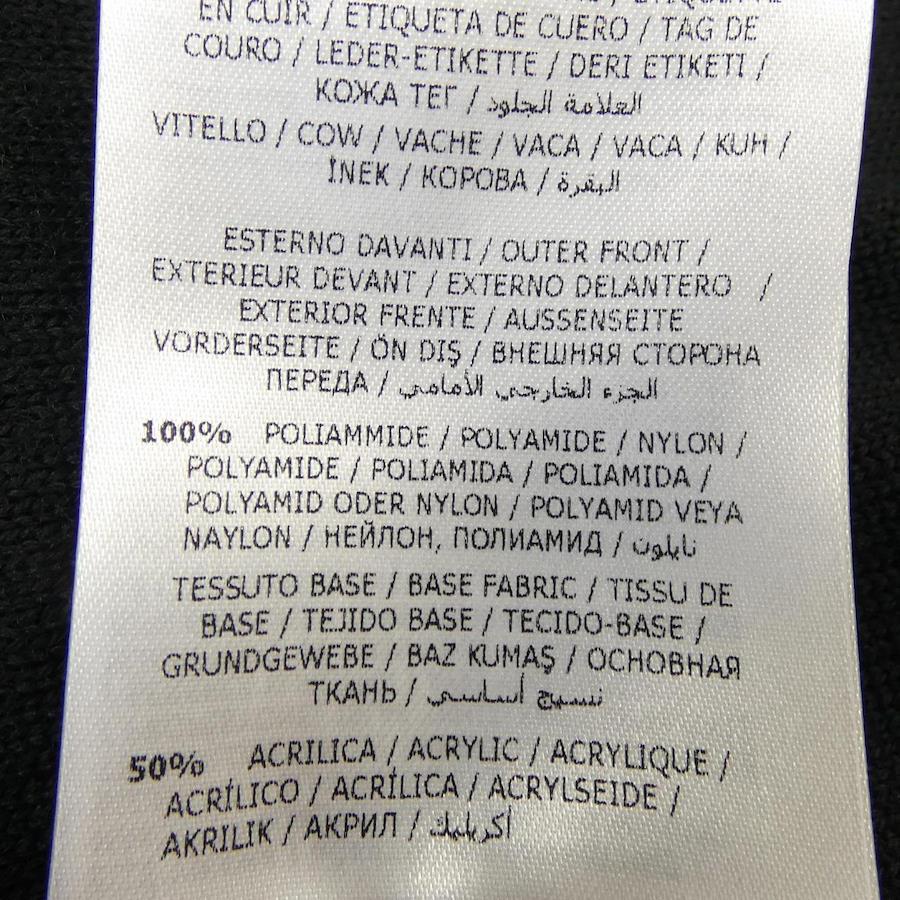 EN CUIR / ETIQUETA DE CUERO / TAG DE
COURO / LEDER-ETIKETTE / DERI ETIKETI /
КОЖА ТЕГ / العلامة الجلود
VITELLO / COW / VACHE / VACA / VACA / KUH /
İNEK / КОРОВА / البقرة
ESTERNO DAVANTI / OUTER FRONT /
EXTERIEUR DEVANT / EXTERNO DELANTERO /
EXTERIOR FRENTE / AUSSENSEITE
VORDERSEITE / ÖN DIŞ / ВНЕШНЯЯ СТОРОНА
ПЕРЕДА / الجزء الخارجي الأمامي
100% POLIAMMIDE / POLYAMIDE / NYLON /
POLYAMIDE / POLIAMIDA / POLIAMIDA /
POLYAMID ODER NYLON / POLYAMID VEYA
NAYLON / НЕЙЛОН, ПОЛИАМИД / نايلون
TESSUTO BASE / BASE FABRIC / TISSU DE
BASE / TEJIDO BASE / TECIDO-BASE /
GRUNDGEWEBE / BAZ KUMAŞ / ОСНОВНАЯ
ТКАНЬ / نسيج أساسي
50% ACRILICA / ACRYLIC / ACRYLIQUE /
ACRÍLICO / ACRÍLICA / ACRYLSEIDE /
AKRILIK / АКРИЛ / أكريليك